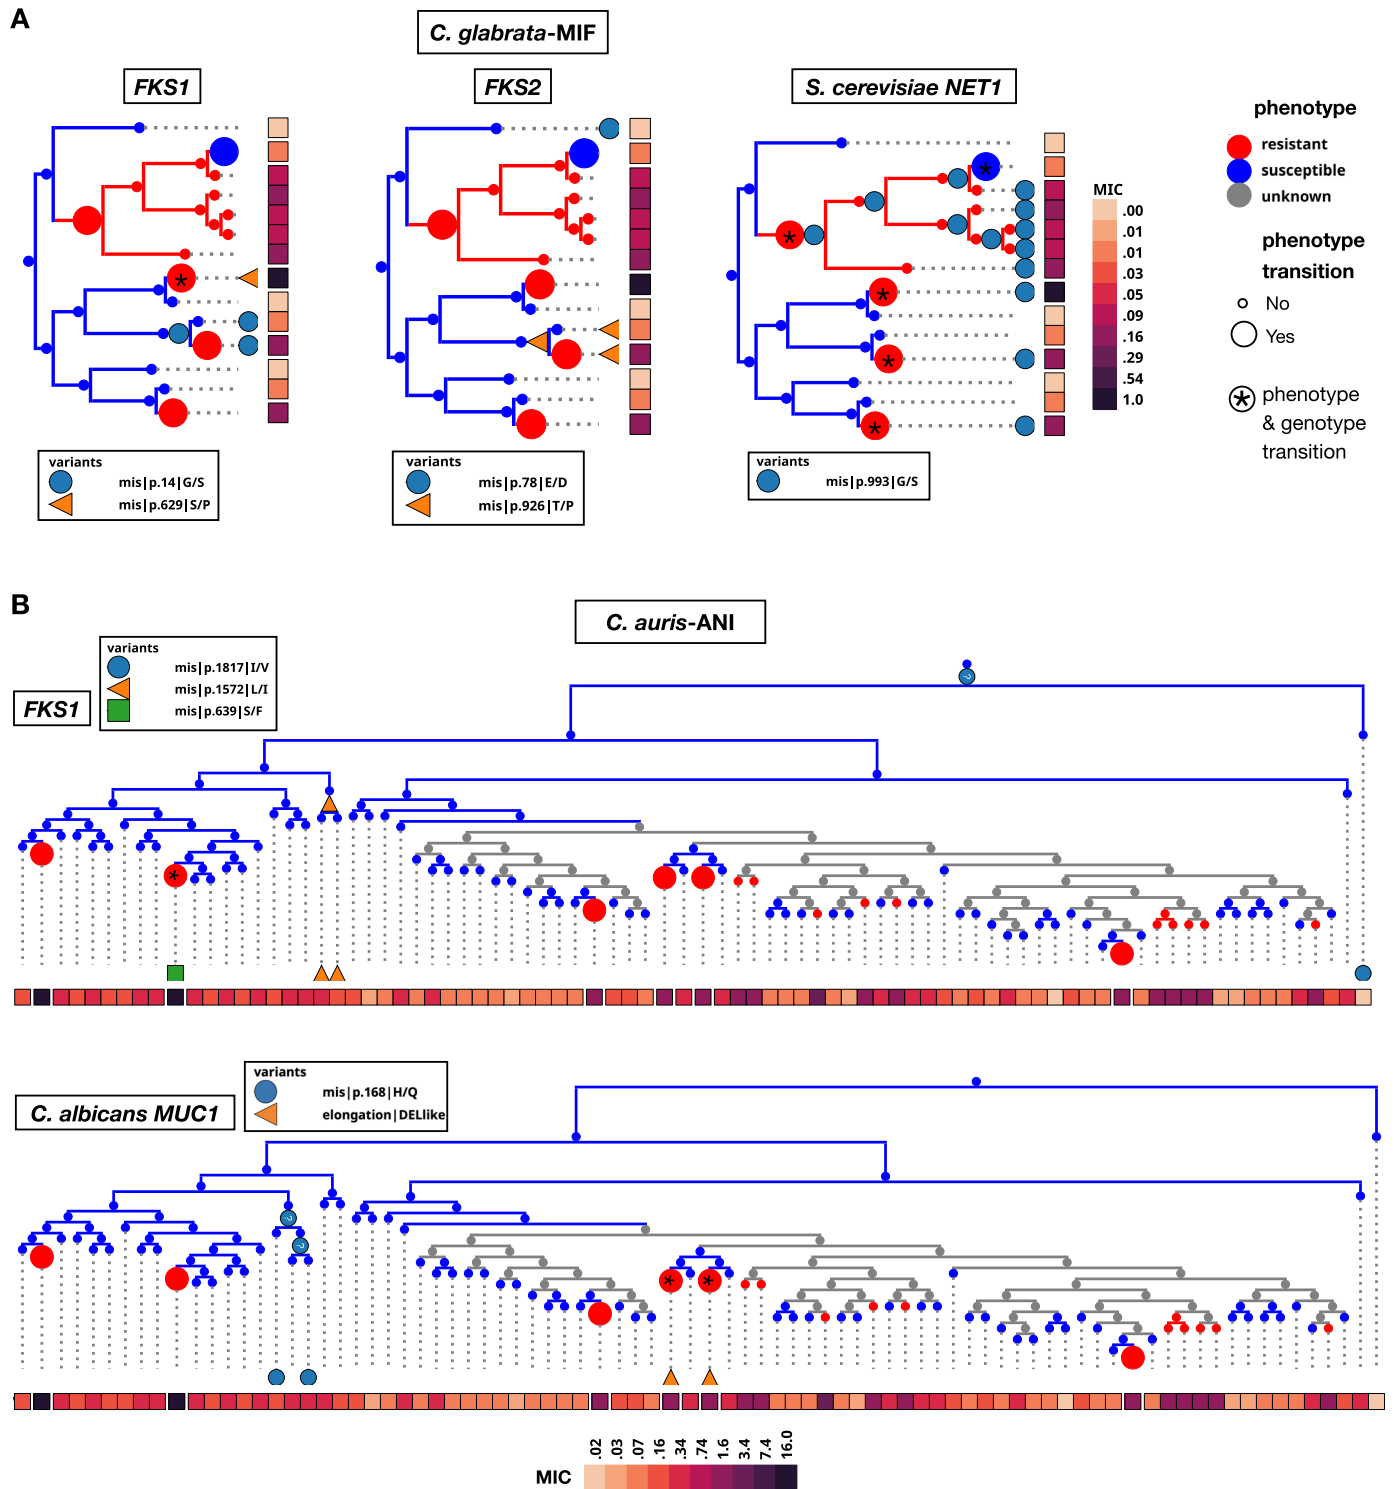 A
C. glabrata-MIF
FKS1
FKS2
S. cerevisiae NET1
phenotype
resistant
susceptible
unknown
phenotype
transition
No
Yes
*
phenotype
& genotype
transition
MIC
.00
.01
.01
.03
.05
.09
.16
.29
.54
1.0
*
*
*
*
*
*
variants
mis|p.14|G/S
mis|p.629|S/P
variants
mis|p.78|E/D
mis|p.926|T/P
variants
mis|p.993|G/S
B
C. auris-ANI
FKS1
variants
mis|p.1817|I/V
mis|p.1572|L/I
mis|p.639|S/F
?
*
C. albicans MUC1
variants
mis|p.168|H/Q
elongation|DELlike
?
?
*
*
MIC
.02
.03
.07
.16
.34
.74
1.6
3.4
7.4
16.0